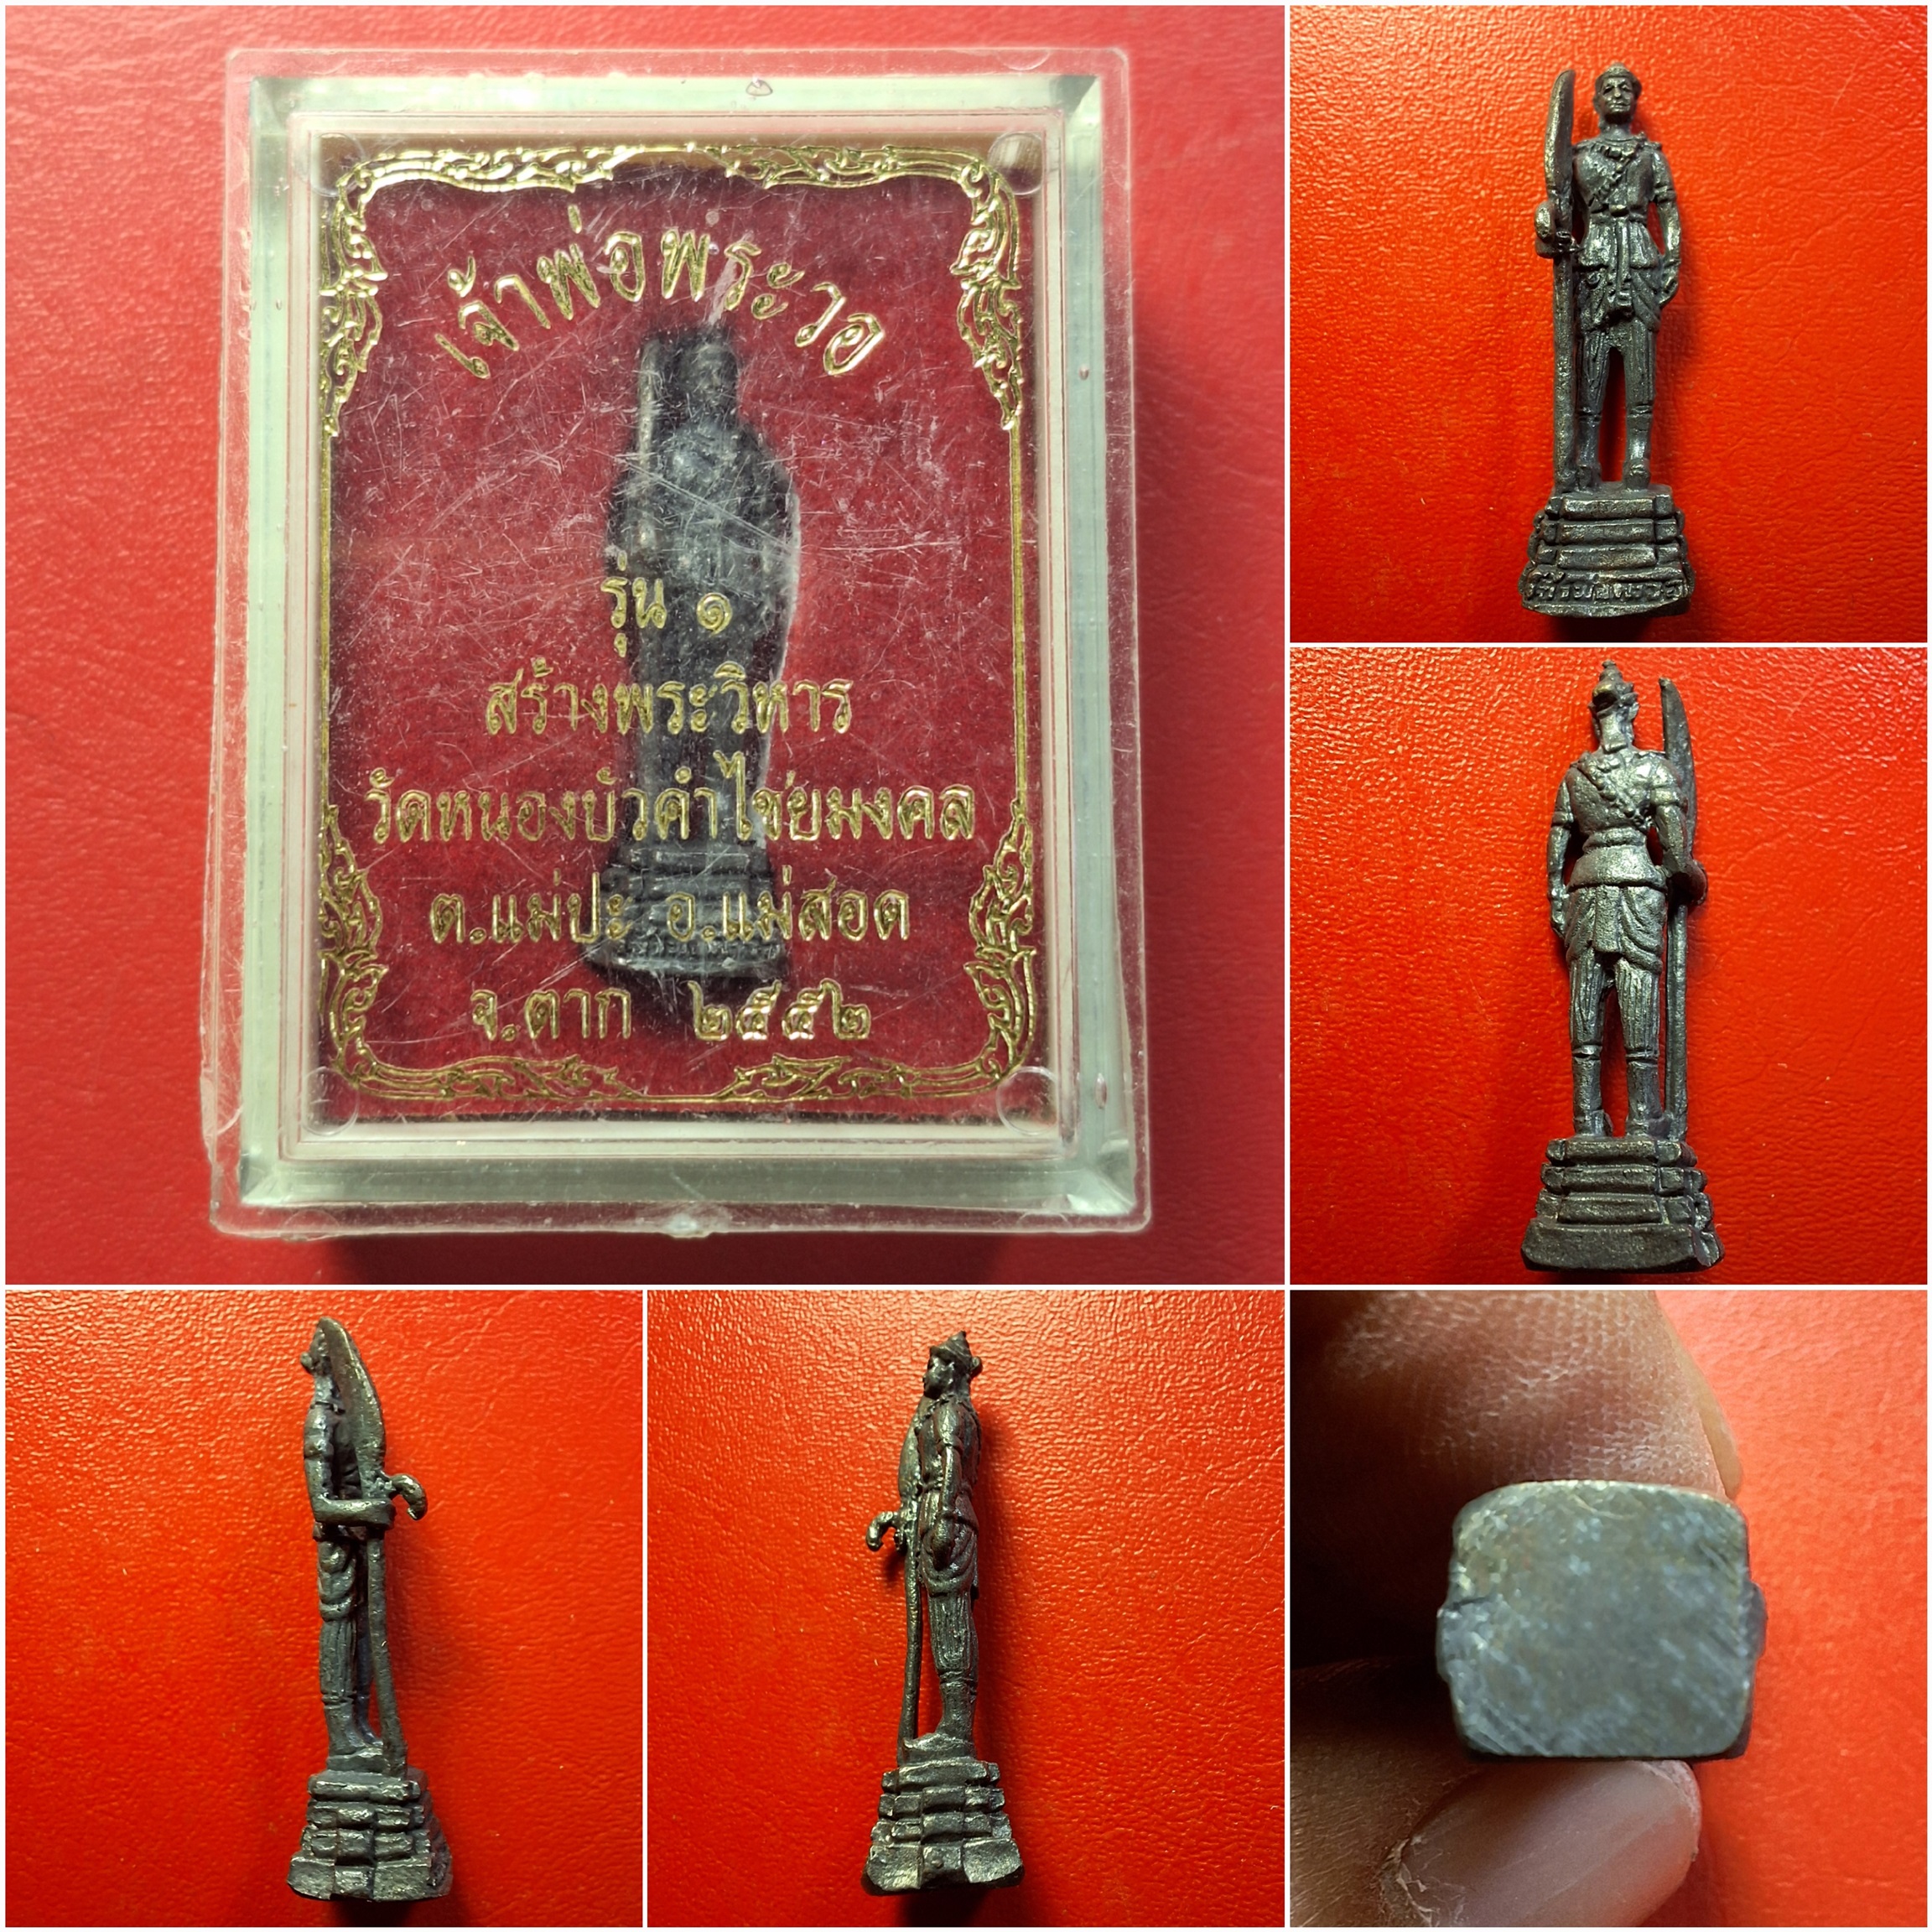 เจ้าพ่อพระวอ
รุ่น ๑
สร้างพระวิหาร
วัดหนองบัวคำไชยมงคล
ต.แม่ปะ อ.แม่สอด
จ.ตาก ๒๕๕๒